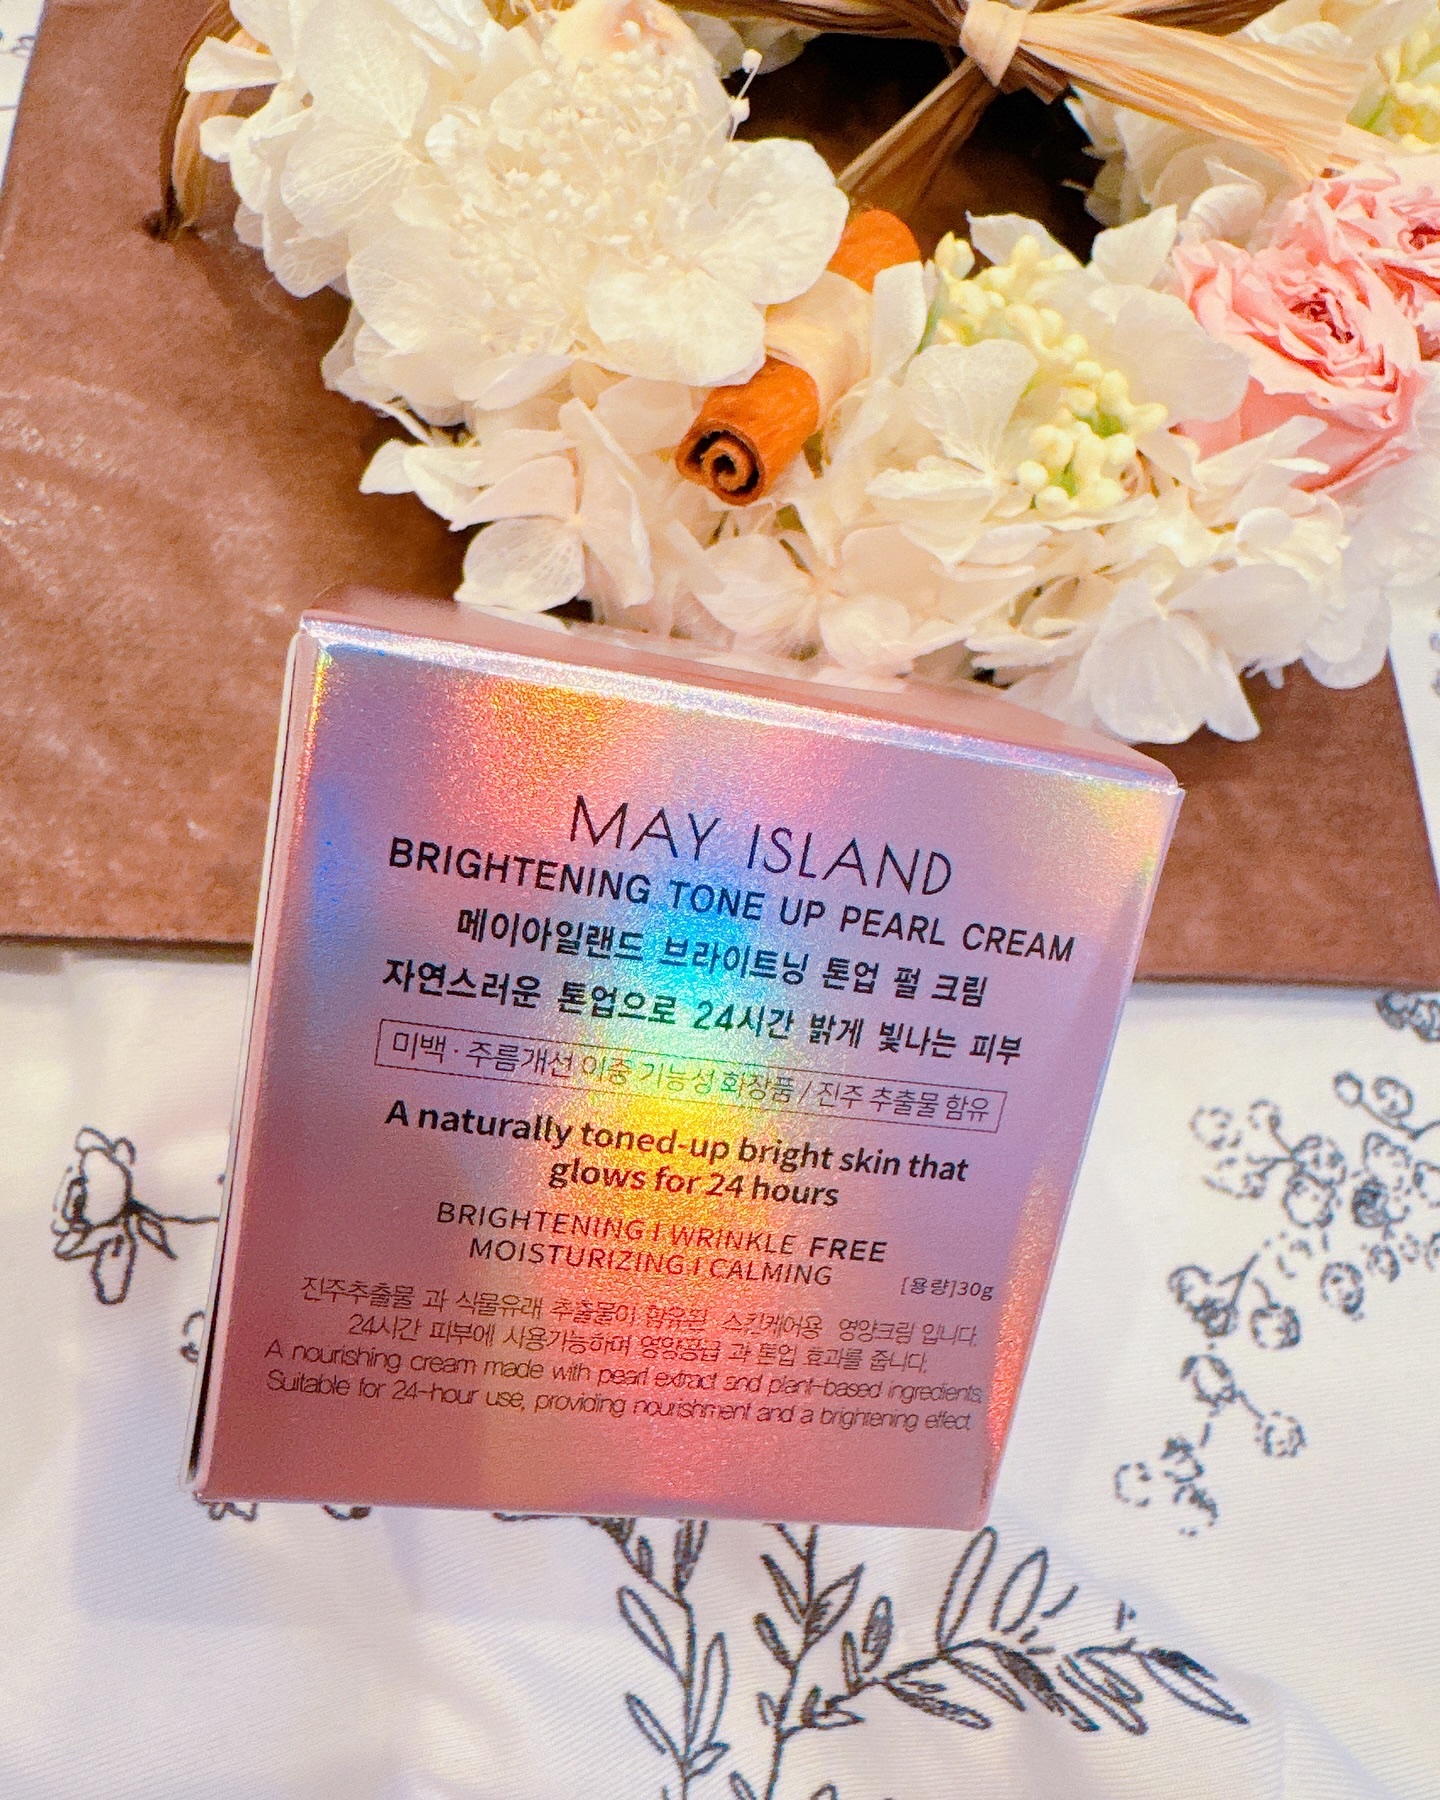 MAY ISLAND
BRIGHTENING TONE UP PEARL CREAM
메이아일랜드 브라이트닝 톤업 펄 크림
자연스러운 톤업으로 24시간 밝게 빛나는 피부
미백 · 주름개선 이중 기능성 화장품 / 진주 추출물 함유
A naturally toned-up bright skin that
glows for 24 hours
BRIGHTENING I WRINKLE FREE
MOISTURIZING I CALMING
[용량]30g
진주추출물 과 식물유래 추출물이 함유된 스킨케어용 영양크림 입니다.
24시간 피부에 사용가능하며 영양공급 과 톤업 효과를 줍니다.
A nourishing cream made with pearl extract and plant-based ingredients.
Suitable for 24-hour use, providing nourishment and a brightening effect.